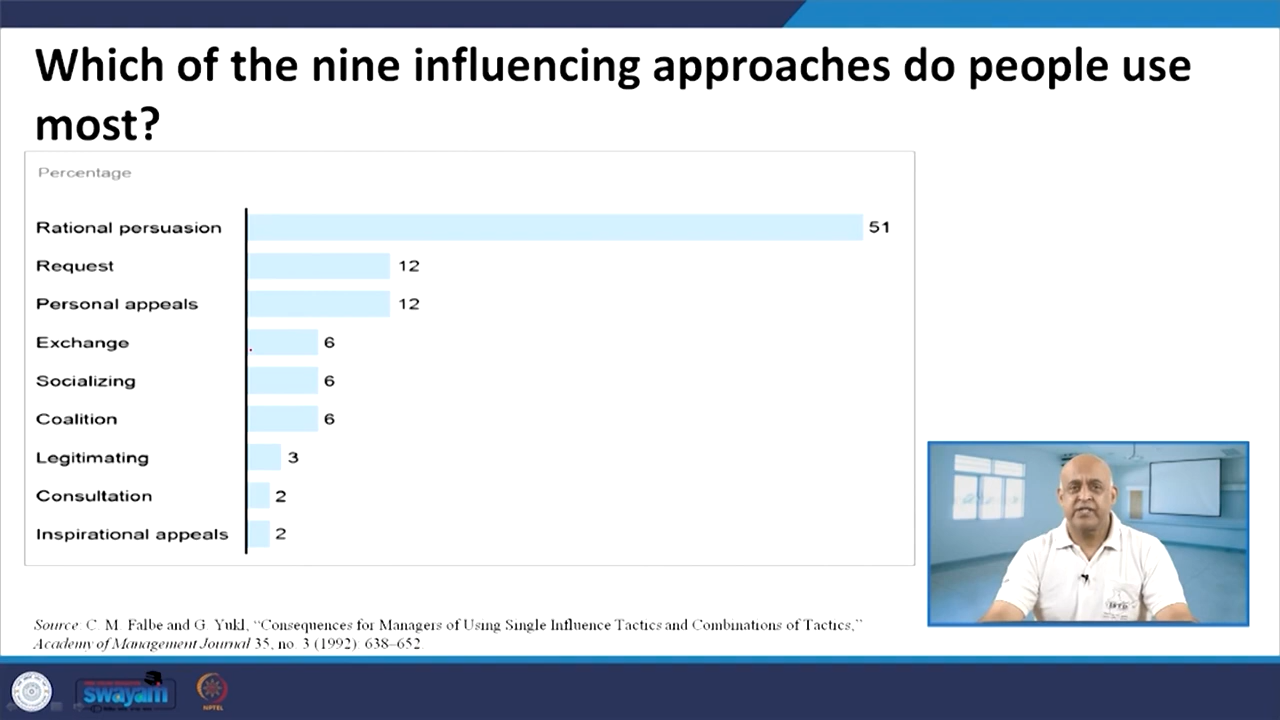 Which of the nine influencing approaches do people use
most?
Percentage
Rational persuasion 51
Request 12
Personal appeals 12
Exchange 6
Socializing 6
Coalition 6
Legitimating 3
Consultation 2
Inspirational appeals 2
Source: C. M. Falbe and G. Yukl, “Consequences for Managers of Using Single Influence Tactics and Combinations of Tactics,”
Academy of Management Journal 35, no. 3 (1992): 638–652.
swayam
NPTEL